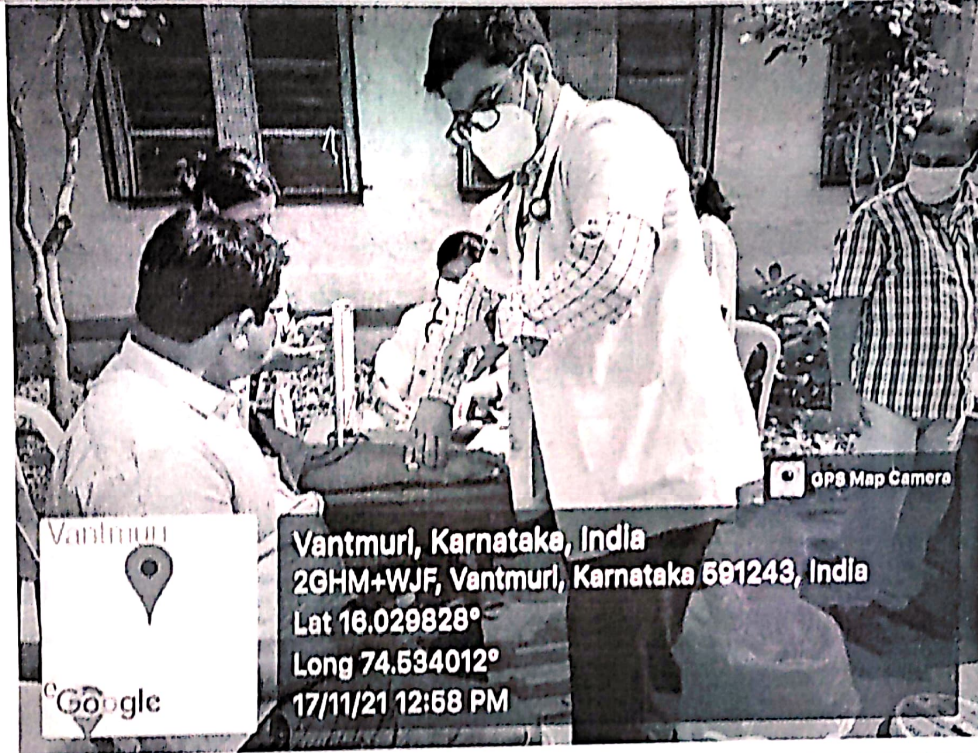 GPS Map Camera
Vantmuri
Vantmuri, Karnataka, India
2GHM+WJF, Vantmuri, Karnataka 591243, India
Lat 16.029828°
Long 74.534012°
17/11/21 12:58 PM
Google